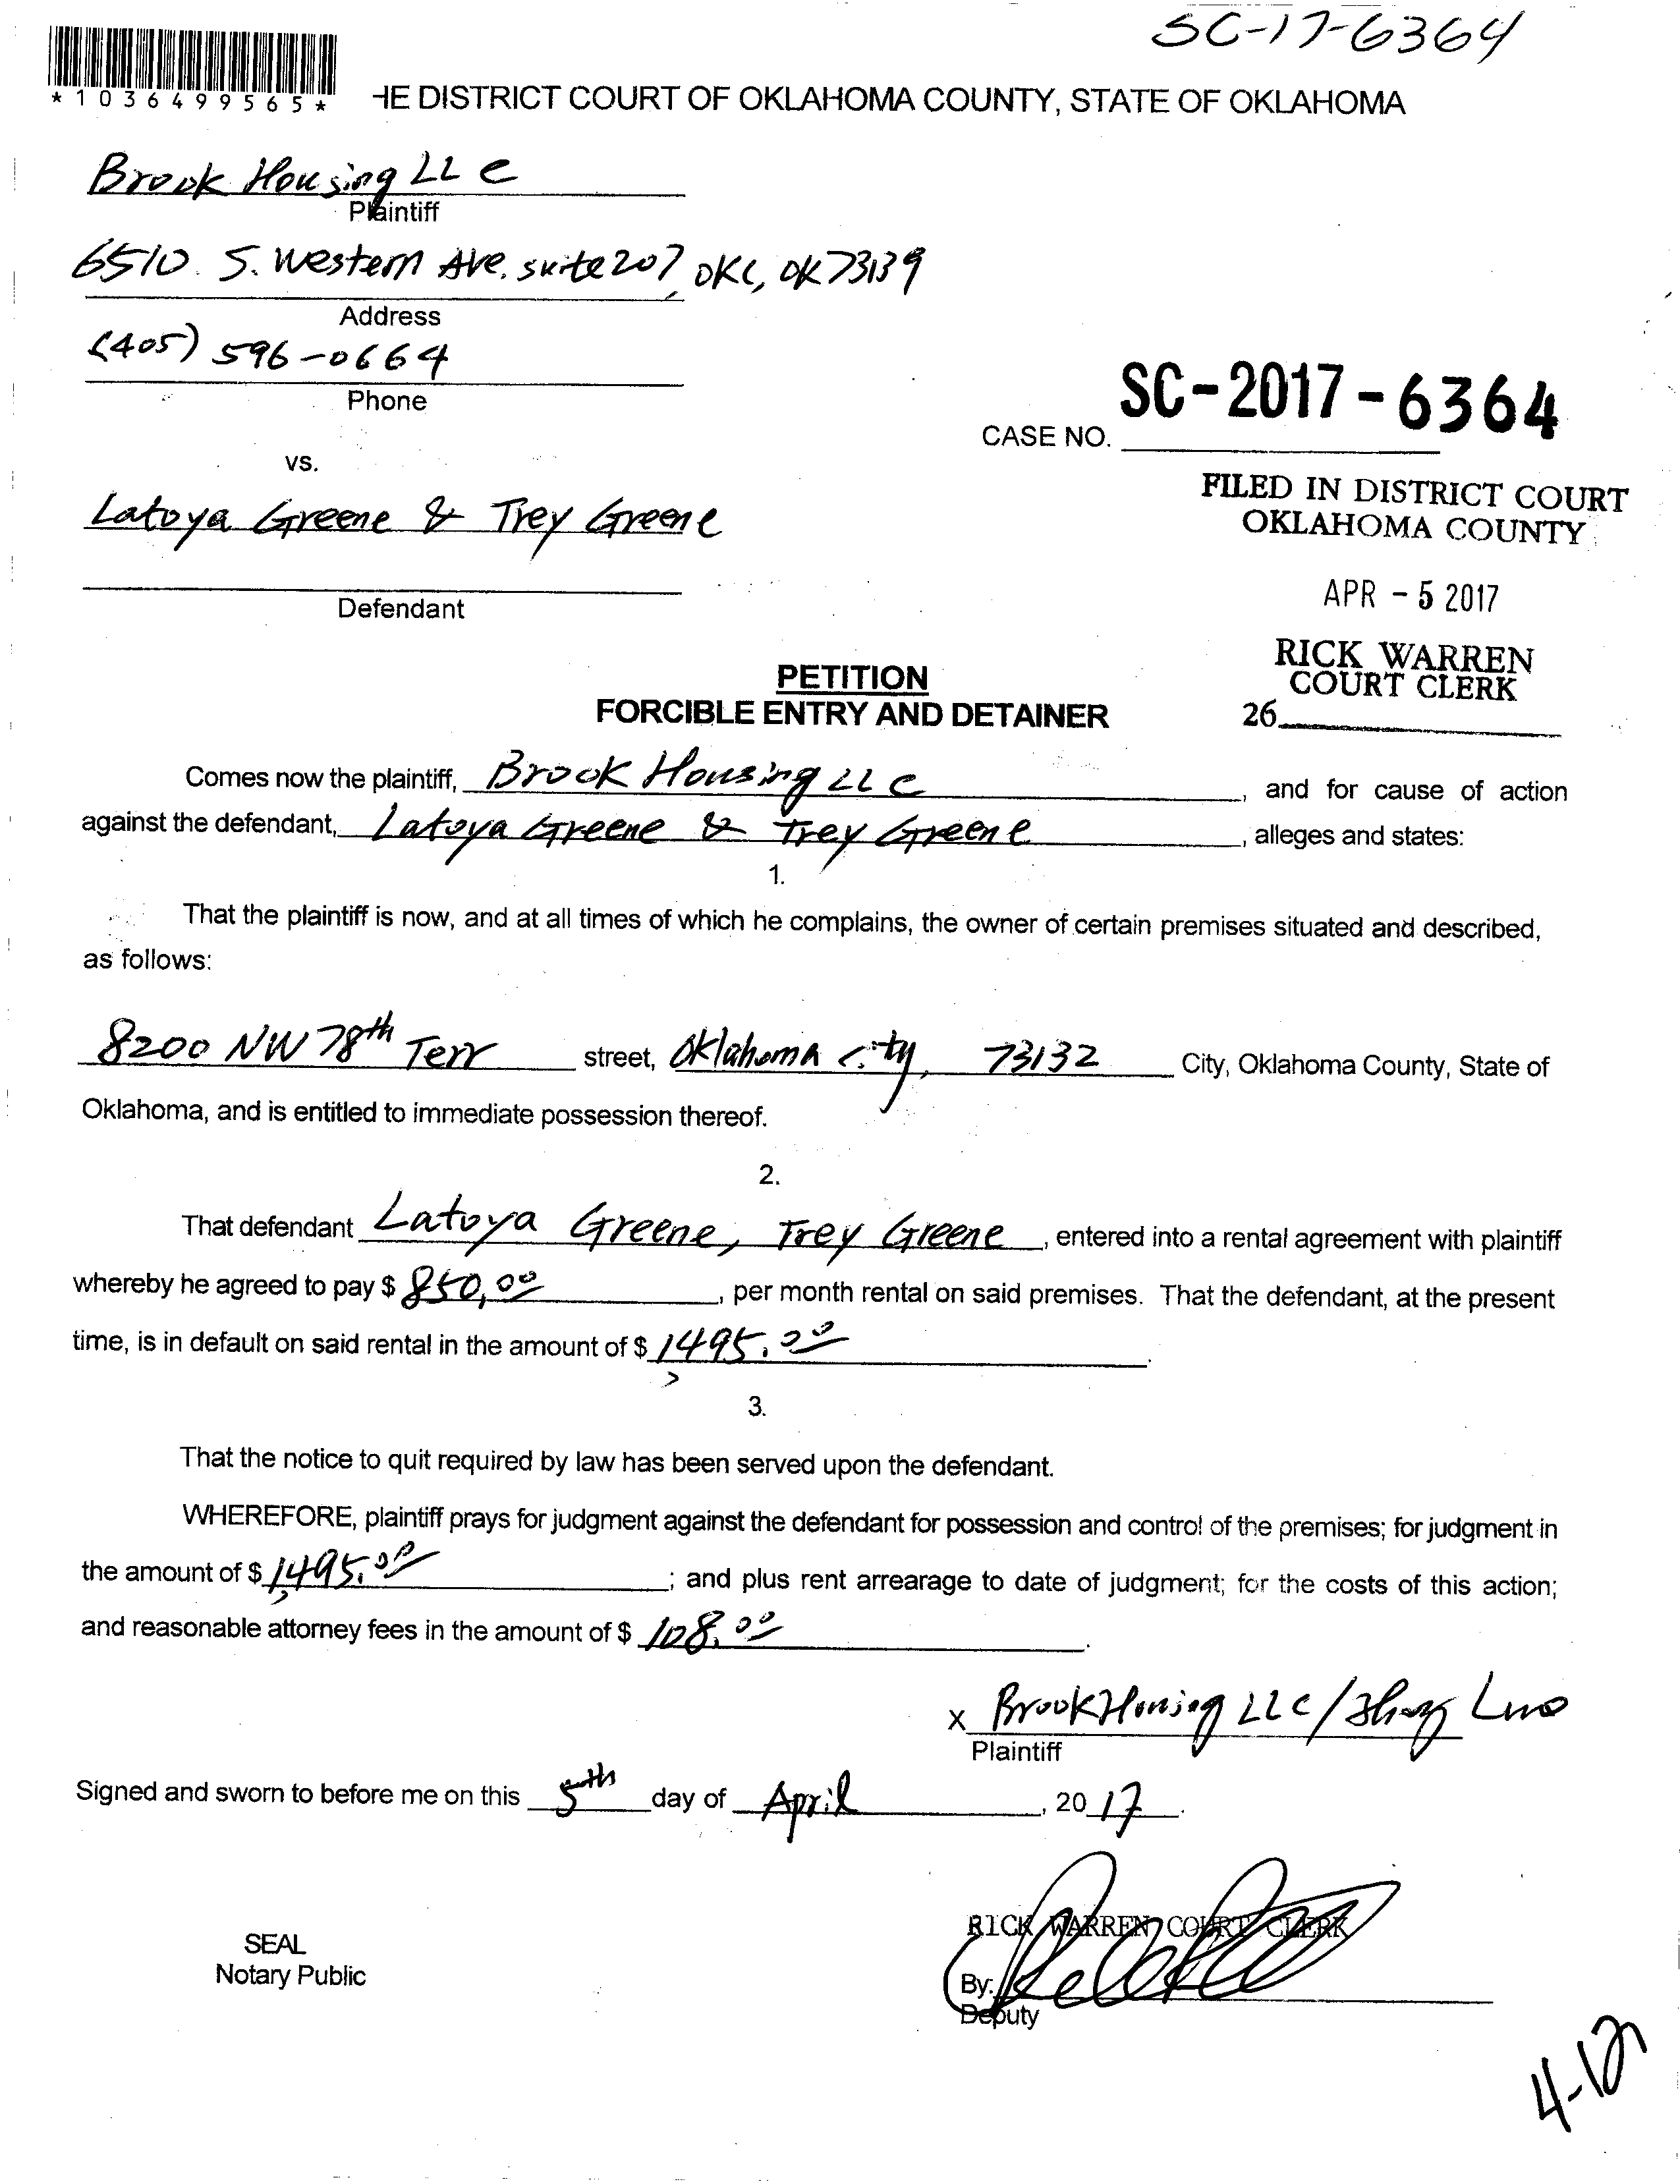 SC-17-6364
*1036499565*
HE DISTRICT COURT OF OKLAHOMA COUNTY, STATE OF OKLAHOMA
Brook Housing LLC
Plaintiff
6510. S. Western Ave. suite 207, OKC, OK 73139
Address
(405) 596-0664
Phone
SC-2017-6364
CASE NO.
vs.
FILED IN DISTRICT COURT
OKLAHOMA COUNTY
Latoya Greene & Trey Greene
Defendant
APR - 5 2017
RICK WARREN
COURT CLERK
26
PETITION
FORCIBLE ENTRY AND DETAINER
Comes now the plaintiff, Brook Housing LLC, and for cause of action
against the defendant, Latoya Greene & Trey Greene, alleges and states:
1.
That the plaintiff is now, and at all times of which he complains, the owner of certain premises situated and described,
as follows:
8200 NW 78th Terr street, Oklahoma City, 73132 City, Oklahoma County, State of
Oklahoma, and is entitled to immediate possession thereof.
2.
That defendant Latoya Greene, Trey Greene, entered into a rental agreement with plaintiff
whereby he agreed to pay $ 850.00, per month rental on said premises. That the defendant, at the present
time, is in default on said rental in the amount of $ 1,495.00.
3.
That the notice to quit required by law has been served upon the defendant.
WHEREFORE, plaintiff prays for judgment against the defendant for possession and control of the premises; for judgment in
the amount of $ 1,495.00; and plus rent arrearage to date of judgment; for the costs of this action;
and reasonable attorney fees in the amount of $ 108.00.
X Brook Housing LLC / Luo
Plaintiff
Signed and sworn to before me on this 5th day of April, 2017.
RICK WARREN COURT CLERK
SEAL
Notary Public
By:
Deputy